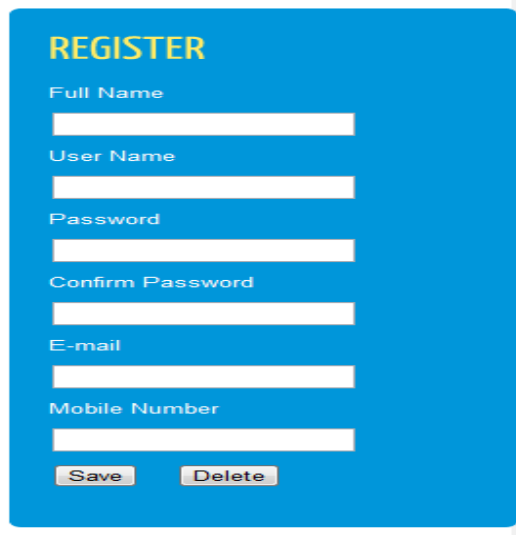 REGISTER
Full Name
User Name
Password
Confirm Password
E-mail
Mobile Number
Save Delete